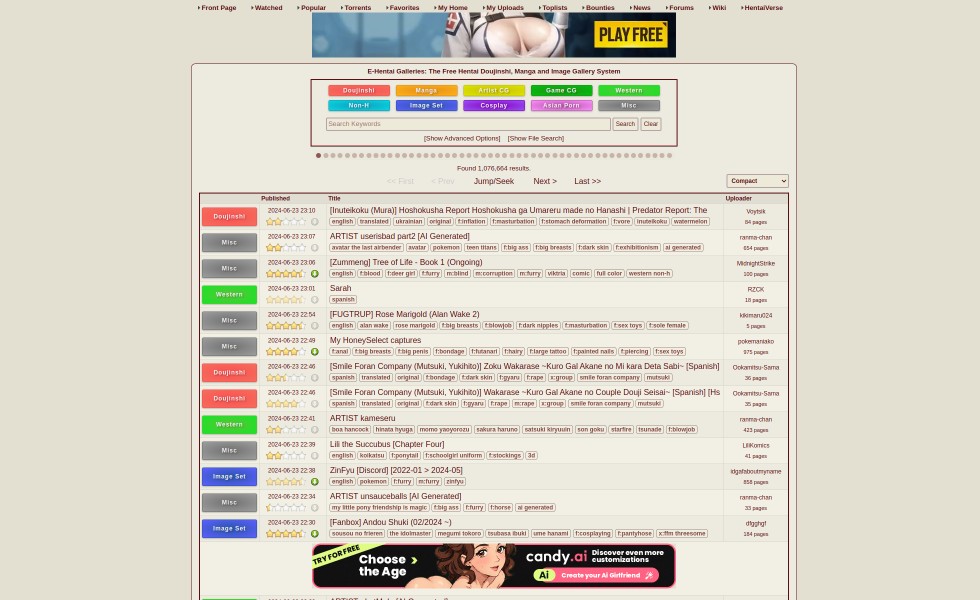 Front Page Watched Popular Torrents Favorites My Home My Uploads Toplists Bounties News Forums Wiki HentaiVerse
PLAY FREE
E-Hentai Galleries: The Free Hentai Doujinshi, Manga and Image Gallery System
Doujinshi Manga Artist CG Game CG Western
Non-H Image Set Cosplay Asian Porn Misc
Search Keywords Search Clear
[Show Advanced Options] [Show File Search]
Found 1,076,664 results.
<< First < Prev Jump/Seek Next > Last >> Compact
Published Title Uploader
Doujinshi 2024-06-23 23:10 [Inuteikoku (Mura)] Hoshokusha Report Hoshokusha ga Umareru made no Hanashi | Predator Report: The Voytsik
english translated ukrainian original f:inflation f:masturbation f:stomach deformation f:vore inuteikoku watermelon 84 pages
Misc 2024-06-23 23:07 ARTIST userisbad part2 [AI Generated] ranma-chan
avatar the last airbender avatar pokemon teen titans f:big ass f:big breasts f:dark skin f:exhibitionism ai generated 654 pages
Misc 2024-06-23 23:06 [Zummeng] Tree of Life - Book 1 (Ongoing) MidnightStrike
english f:blood f:deer girl f:furry m:blind m:corruption m:furry viktria comic full color western non-h 100 pages
Western 2024-06-23 23:01 Sarah RZCK
spanish 18 pages
Misc 2024-06-23 22:54 [FUGTRUP] Rose Marigold (Alan Wake 2) kikimaru024
english alan wake rose marigold f:big breasts f:blowjob f:dark nipples f:masturbation f:sex toys f:sole female 5 pages
Misc 2024-06-23 22:49 My HoneySelect captures pokemaniako
f:anal f:big breasts f:big penis f:bondage f:futanari f:hairy f:large tattoo f:painted nails f:piercing f:sex toys 975 pages
Doujinshi 2024-06-23 22:46 [Smile Foran Company (Mutsuki, Yukihito)] Zoku Wakarase ~Kuro Gal Akane no Mi kara Deta Sabi~ [Spanish] Ookamitsu-Sama
spanish translated original f:bondage f:dark skin f:gyaru f:rape x:group smile foran company mutsuki 36 pages
Doujinshi 2024-06-23 22:46 [Smile Foran Company (Mutsuki, Yukihito)] Wakarase ~Kuro Gal Akane no Couple Douji Seisai~ [Spanish] [Hs Ookamitsu-Sama
spanish translated original f:dark skin f:gyaru f:rape m:rape x:group smile foran company mutsuki 35 pages
Western 2024-06-23 22:41 ARTIST kameseru ranma-chan
boa hancock hinata hyuga momo yaoyorozu sakura haruno satsuki kiryuuin son goku starfire tsunade f:blowjob 423 pages
Misc 2024-06-23 22:39 Lili the Succubus [Chapter Four] LiliKomics
english koikatsu f:ponytail f:schoolgirl uniform f:stockings 3d 41 pages
Image Set 2024-06-23 22:38 ZinFyu [Discord] [2022-01 > 2024-05] idgafaboutmyname
english pokemon f:furry m:furry zinfyu 858 pages
Misc 2024-06-23 22:34 ARTIST unsauceballs [AI Generated] ranma-chan
my little pony friendship is magic f:big ass f:furry f:horse ai generated 33 pages
Image Set 2024-06-23 22:30 [Fanbox] Andou Shuki (02/2024 ~) dfgghgf
sousou no frieren the idolmaster megumi tokoro tsubasa ibuki ume hanami f:cosplaying f:pantyhose x:ffm threesome 184 pages
TRY FOR FREE Choose > the Age candy.ai Discover even more customizations
Ai Create your AI Girlfriend